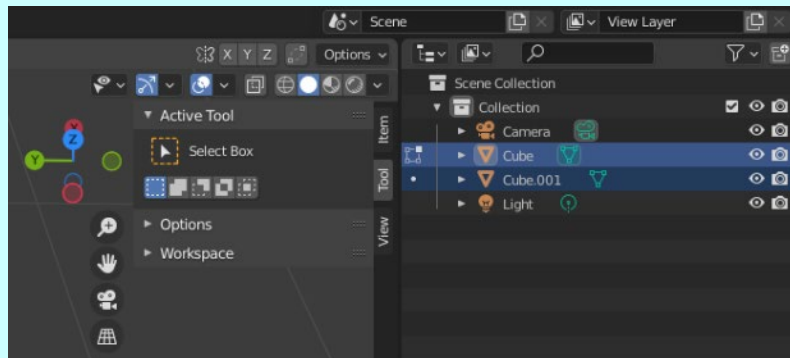 Scene
View Layer
X Y Z
Options
Scene Collection
Active Tool
Collection
Item
Select Box
Camera
Cube
Tool
Cube.001
Light
Options
View
Workspace
Z
Y